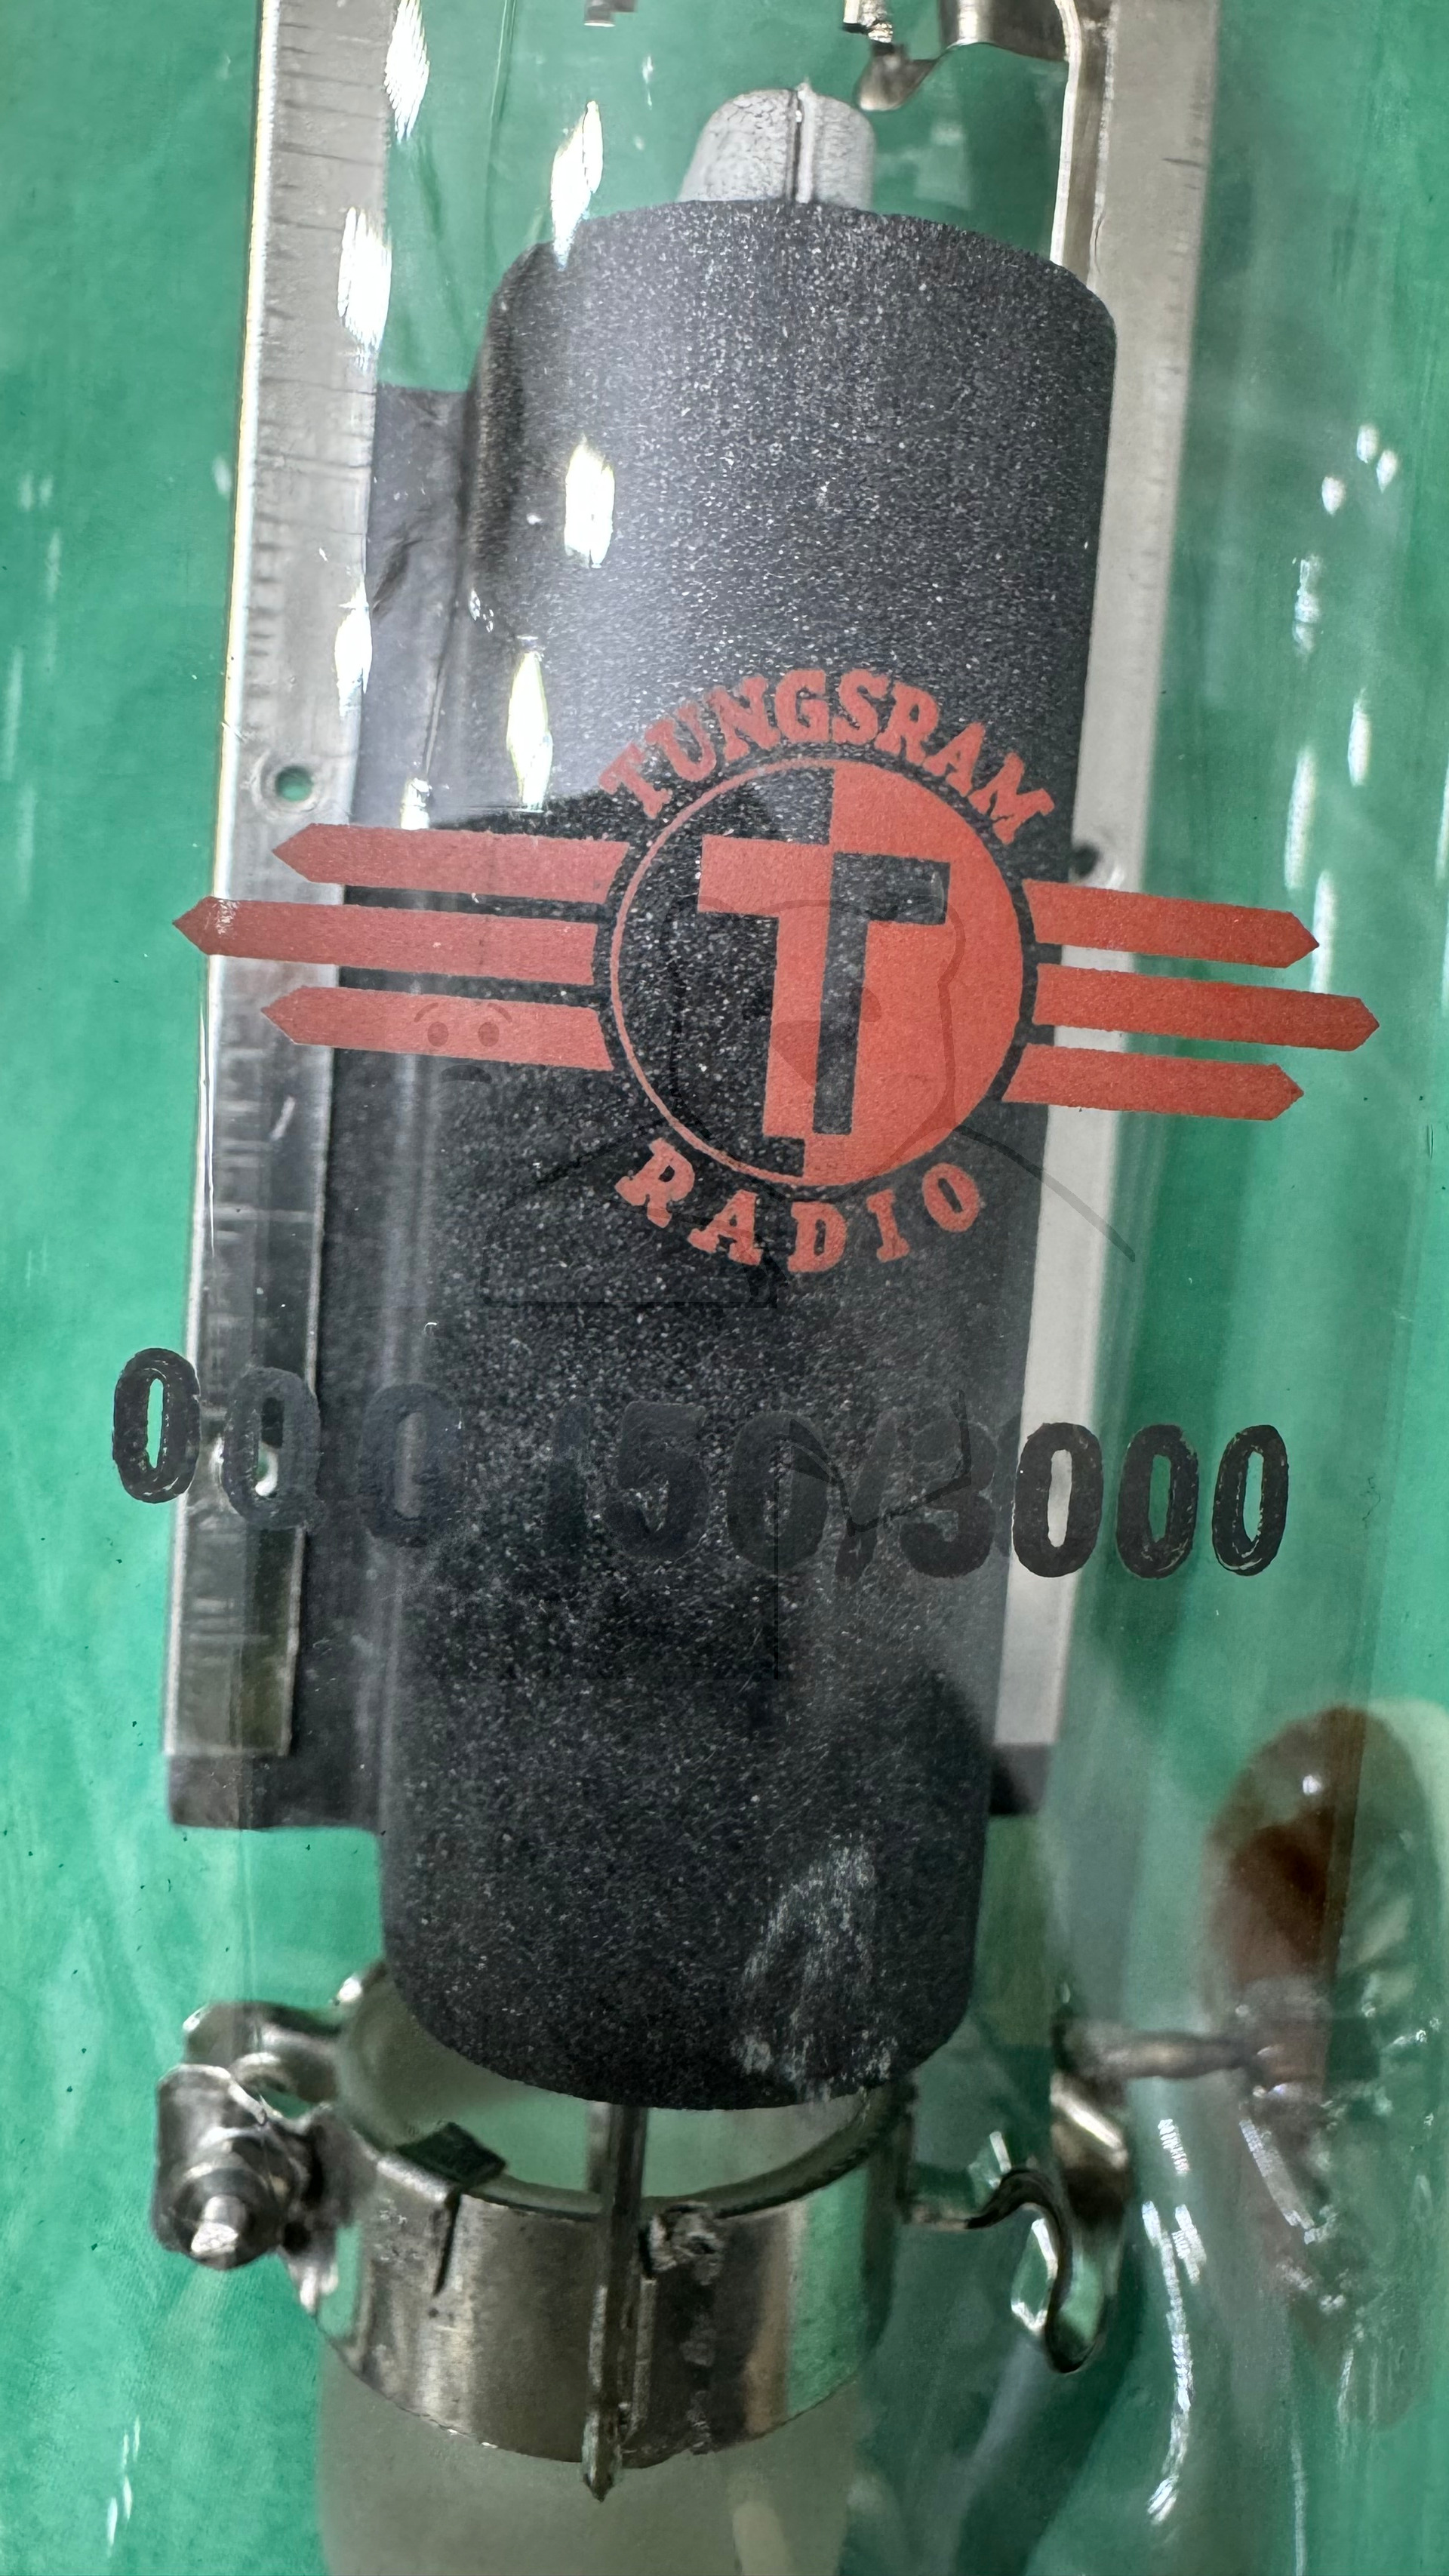 TUNGSRAM
T
RADIO
OQQ 150/3000